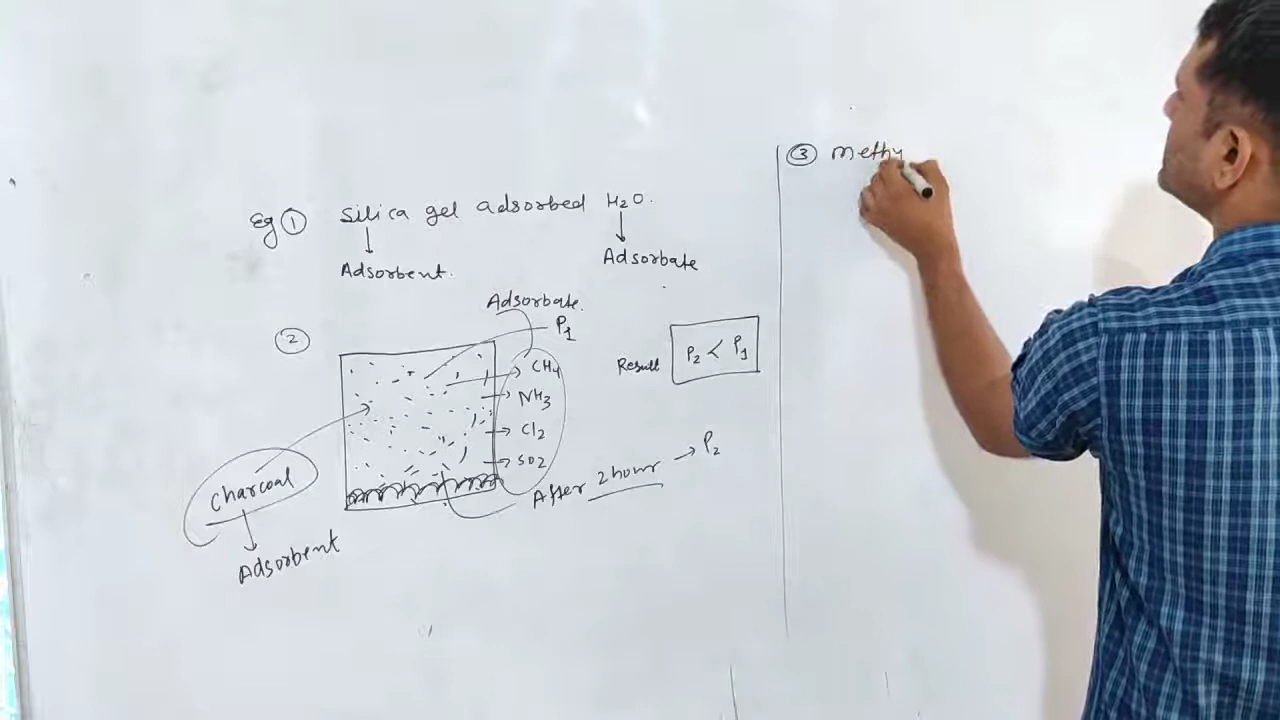 Eg ① Silica gel adsorbed H₂O.
↓ ↓
Adsorbent. Adsorbate
②
Adsorbate.
P₁
CH₄
NH₃
Cl₂
SO₂
Charcoal
↓
Adsorbent
After 2 hour → P₂
Result P₂ < P₁
③ Methy